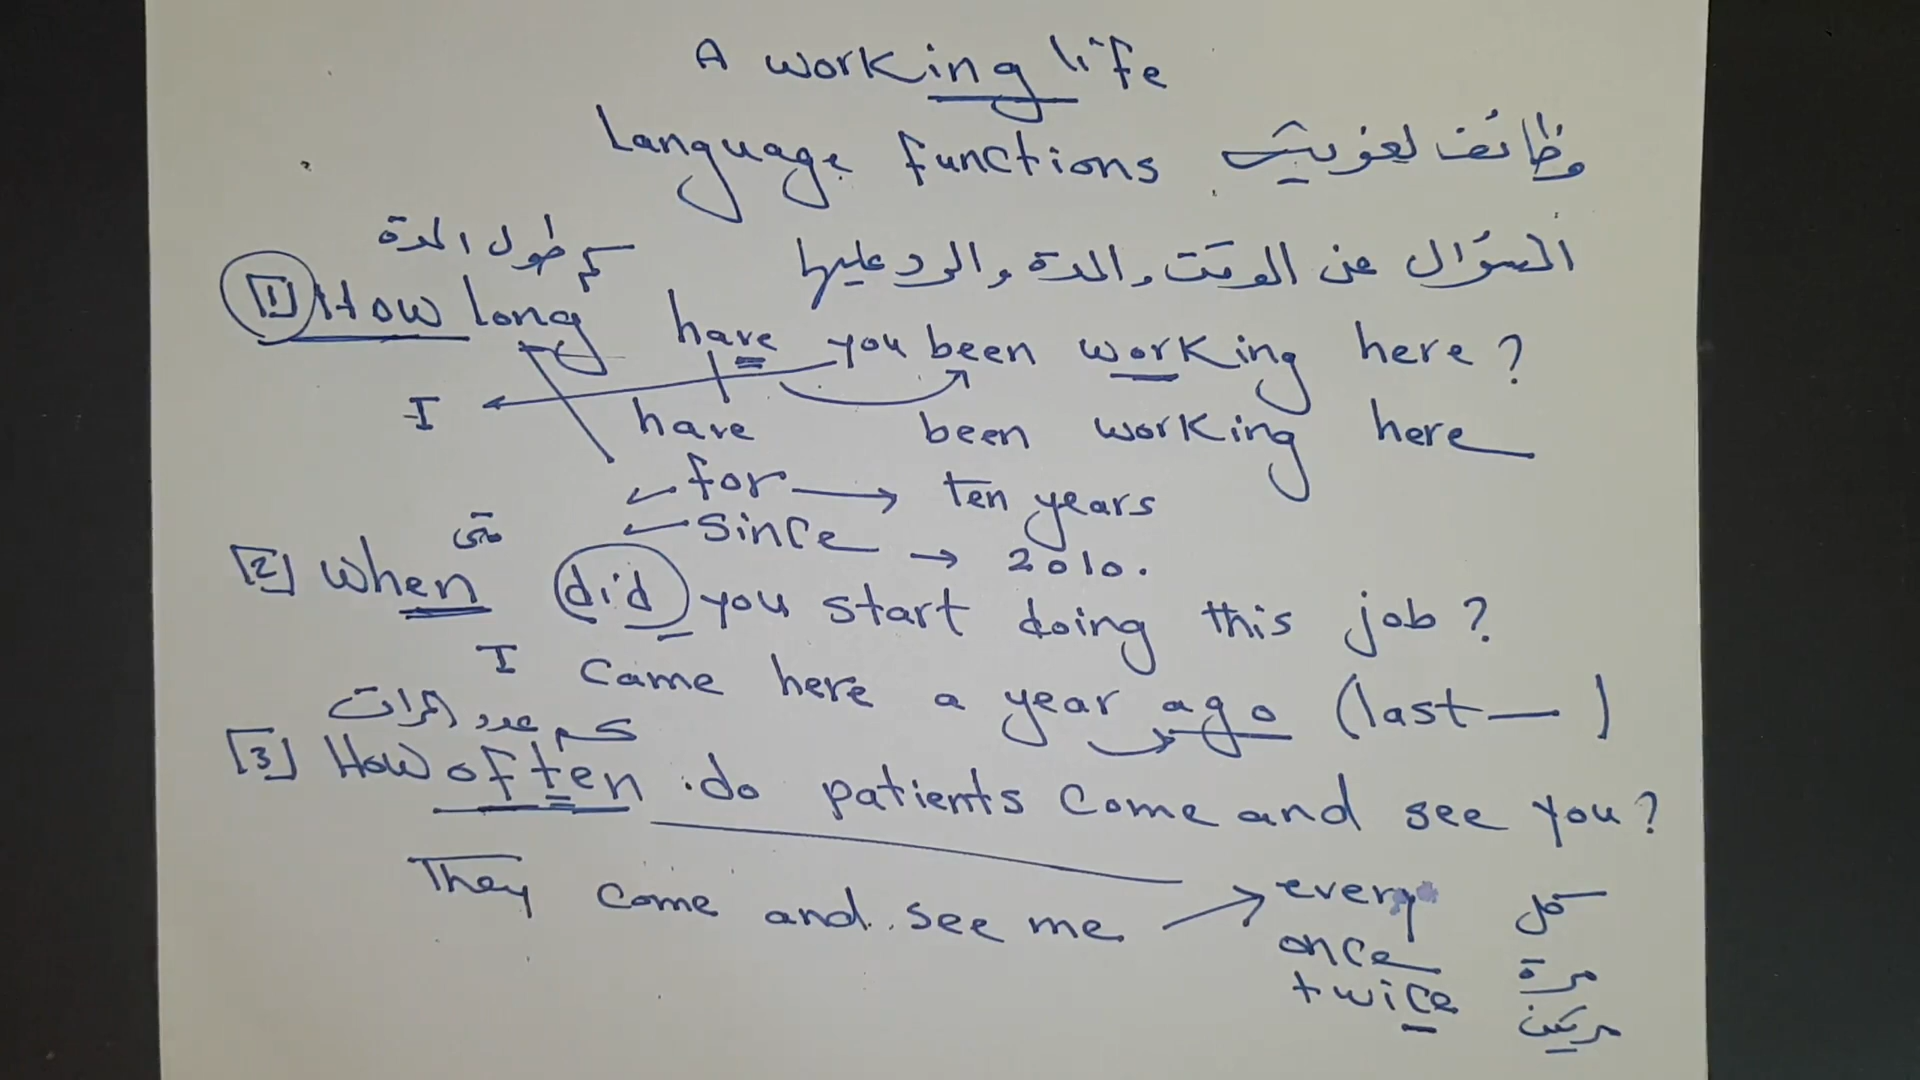 A working life
Language functions وظائف لغوية
السؤال عن الوقت والمدة والرد عليها
كم طول المدة
[1] How long have you been working here?
I have been working here
for → ten years
since → 2010.
متى
[2] When did you start doing this job?
I came here a year ago (last — )
كم عدد المرات
[3] How often do patients come and see you?
They come and see me → every كل
once مرة
twice مرتين